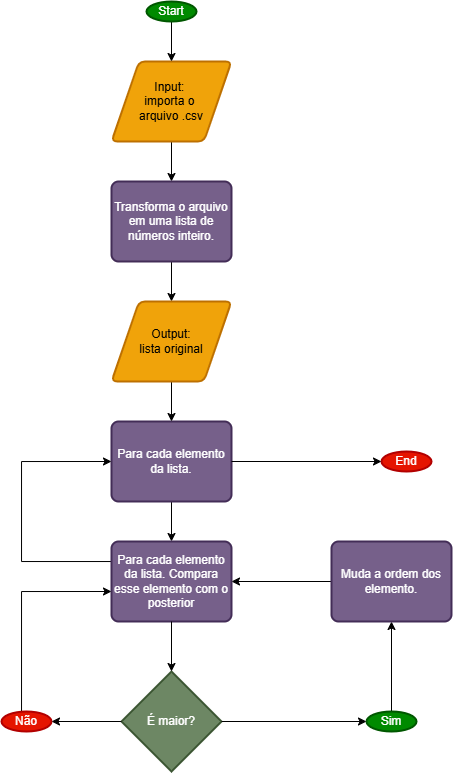 Start
Input:
importa o
arquivo .csv
Transforma o arquivo
em uma lista de
números inteiro.
Output:
lista original
Para cada elemento
da lista.
End
Para cada elemento
da lista. Compara
esse elemento com o
posterior
Muda a ordem dos
elemento.
Não
É maior?
Sim